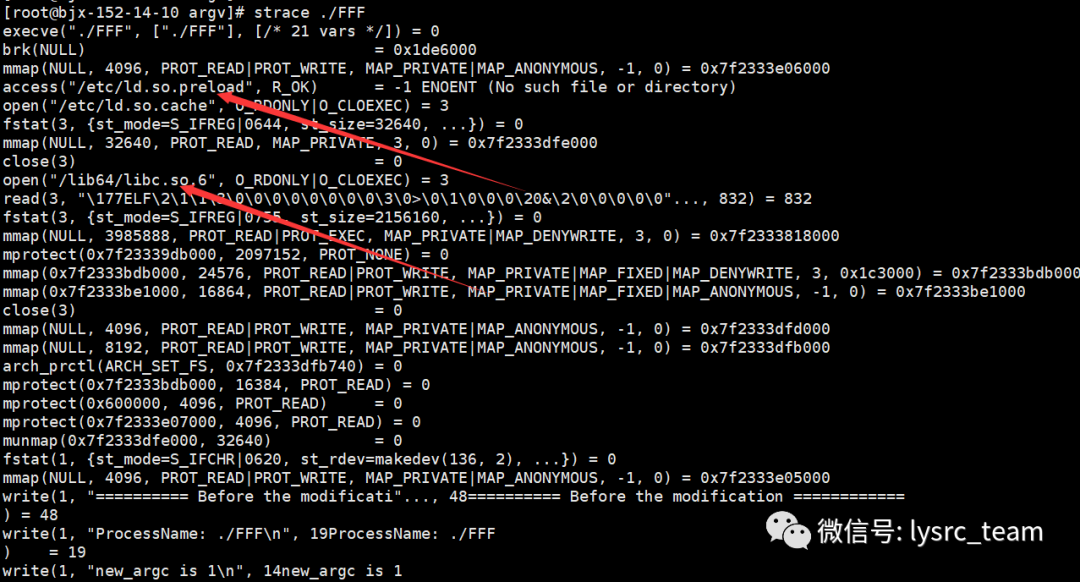 [root@bjx-152-14-10 argv]# strace ./FFF
execve("./FFF", ["./FFF"], [/* 21 vars */]) = 0
brk(NULL)                               = 0x1de6000
mmap(NULL, 4096, PROT_READ|PROT_WRITE, MAP_PRIVATE|MAP_ANONYMOUS, -1, 0) = 0x7f2333e06000
access("/etc/ld.so.preload", R_OK)      = -1 ENOENT (No such file or directory)
open("/etc/ld.so.cache", O_RDONLY|O_CLOEXEC) = 3
fstat(3, {st_mode=S_IFREG|0644, st_size=32640, ...}) = 0
mmap(NULL, 32640, PROT_READ, MAP_PRIVATE, 3, 0) = 0x7f2333dfe000
close(3)                                = 0
open("/lib64/libc.so.6", O_RDONLY|O_CLOEXEC) = 3
read(3, "\177ELF\2\1\1\3\0\0\0\0\0\0\0\0\3\0>\0\1\0\0\0\20&\2\0\0\0\0\0"..., 832) = 832
fstat(3, {st_mode=S_IFREG|0755, st_size=2156160, ...}) = 0
mmap(NULL, 3985888, PROT_READ|PROT_EXEC, MAP_PRIVATE|MAP_DENYWRITE, 3, 0) = 0x7f2333818000
mprotect(0x7f23339db000, 2097152, PROT_NONE) = 0
mmap(0x7f2333bdb000, 24576, PROT_READ|PROT_WRITE, MAP_PRIVATE|MAP_FIXED|MAP_DENYWRITE, 3, 0x1c3000) = 0x7f2333bdb000
mmap(0x7f2333be1000, 16864, PROT_READ|PROT_WRITE, MAP_PRIVATE|MAP_FIXED|MAP_ANONYMOUS, -1, 0) = 0x7f2333be1000
close(3)                                = 0
mmap(NULL, 4096, PROT_READ|PROT_WRITE, MAP_PRIVATE|MAP_ANONYMOUS, -1, 0) = 0x7f2333dfd000
mmap(NULL, 8192, PROT_READ|PROT_WRITE, MAP_PRIVATE|MAP_ANONYMOUS, -1, 0) = 0x7f2333dfb000
arch_prctl(ARCH_SET_FS, 0x7f2333dfb740) = 0
mprotect(0x7f2333bdb000, 16384, PROT_READ) = 0
mprotect(0x600000, 4096, PROT_READ)     = 0
mprotect(0x7f2333e07000, 4096, PROT_READ) = 0
munmap(0x7f2333dfe000, 32640)           = 0
fstat(1, {st_mode=S_IFCHR|0620, st_rdev=makedev(136, 2), ...}) = 0
mmap(NULL, 4096, PROT_READ|PROT_WRITE, MAP_PRIVATE|MAP_ANONYMOUS, -1, 0) = 0x7f2333e05000
write(1, "========== Before the modificati"..., 48========== Before the modification ============
) = 48
write(1, "ProcessName: ./FFF\n", 19ProcessName: ./FFF
)    = 19
write(1, "new_argc is 1\n", 14new_argc is 1
微信号: lysrc_team